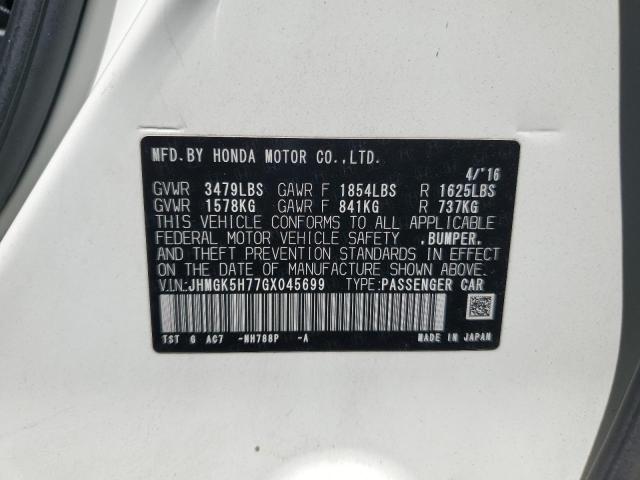 MFD.BY HONDA MOTOR CO.,LTD.
4/'16
GVWR 3479LBS GAWR F 1854LBS R 1625LBS
GVWR 1578KG GAWR F 841KG R 737KG
THIS VEHICLE CONFORMS TO ALL APPLICABLE
FEDERAL MOTOR VEHICLE SAFETY ,BUMPER,
AND THEFT PREVENTION STANDARDS IN EFFECT
ON THE DATE OF MANUFACTURE SHOWN ABOVE.
V.I.N:JHMGK5H77GX045699 TYPE:PASSENGER CAR
TST G AC7 -NH788P -A MADE IN JAPAN